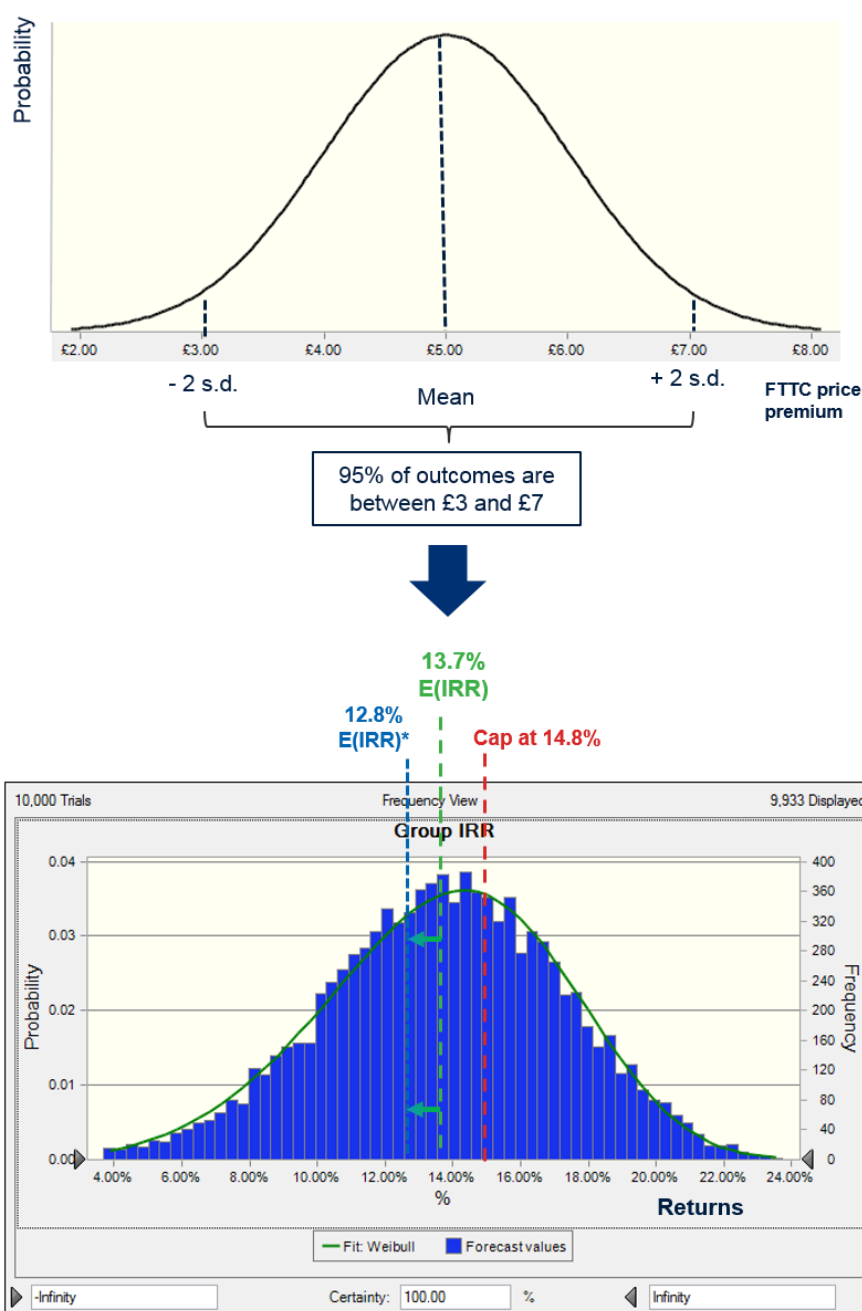 Probability
£2.00 £3.00 £4.00 £5.00 £6.00 £7.00 £8.00
- 2 s.d.
Mean
+ 2 s.d.
FTTC price
premium
95% of outcomes are
between £3 and £7
13.7%
E(IRR)
12.8%
E(IRR)*
Cap at 14.8%
10,000 Trials
Frequency View
9,933 Displayed
Group IRR
0.04
0.03
0.02
0.01
0.00
Probability
400
360
320
280
240
200
160
120
80
40
0
Frequency
4.00% 6.00% 8.00% 10.00% 12.00% 14.00% 16.00% 18.00% 20.00% 22.00% 24.00%
%
Returns
Fit: Weibull
Forecast values
-Infinity
Certainty: 100.00 %
Infinity